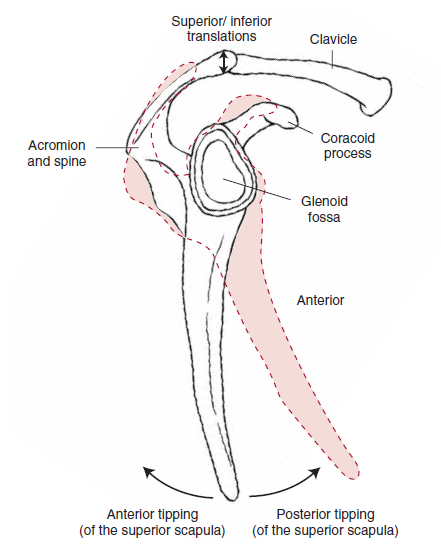 Superior/ inferior
translations
Clavicle
Acromion
and spine
Coracoid
process
Glenoid
fossa
Anterior
Anterior tipping
(of the superior scapula)
Posterior tipping
(of the superior scapula)